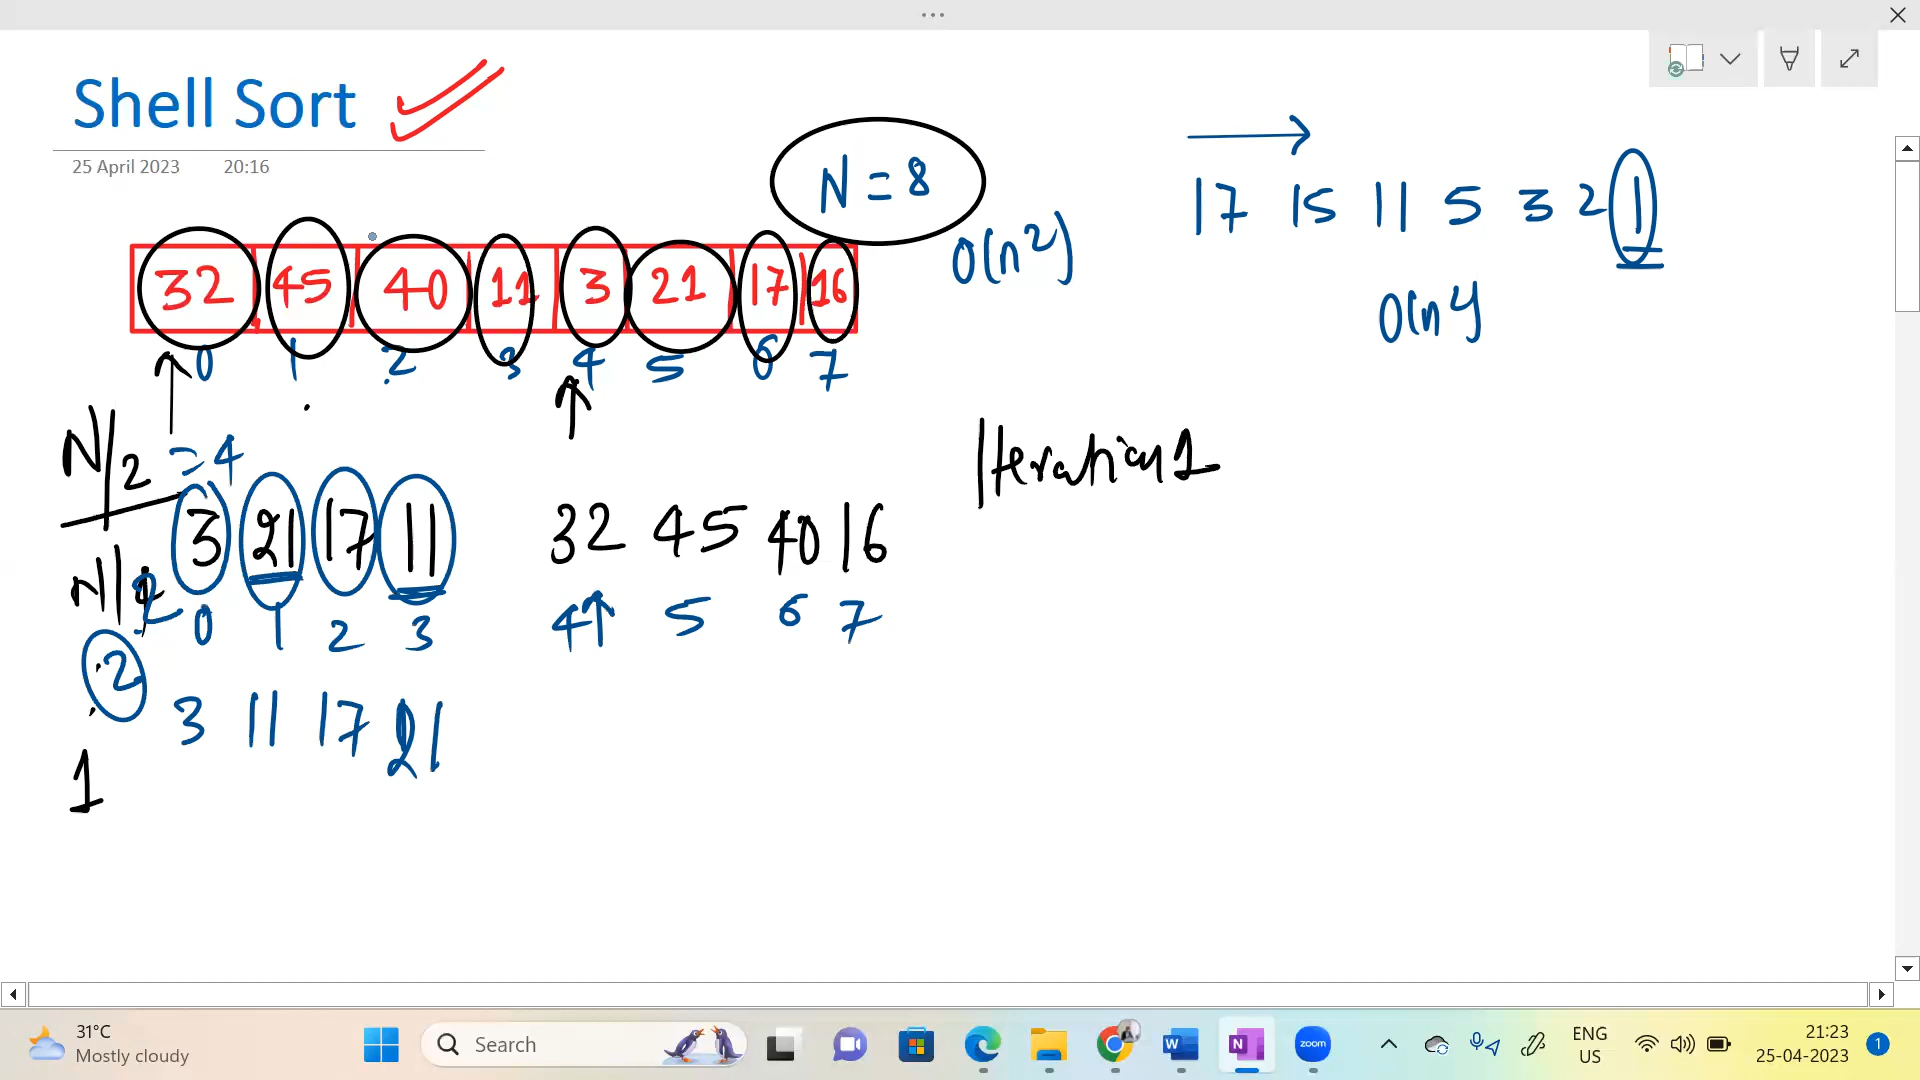 Shell Sort
25 April 2023 20:16
N = 8
17 15 11 5 3 2 1
O(n²)
32 45 40 11 3 21 17 16
0 1 2 3 4 5 6 7
N/2 = 4
Iteration 1
3 21 17 11 32 45 40 16
N/2
0 1 2 3 4 5 6 7
2
3 11 17 21
1
31°C
Mostly cloudy
Search
zoom
ENG
US
21:23
25-04-2023
1